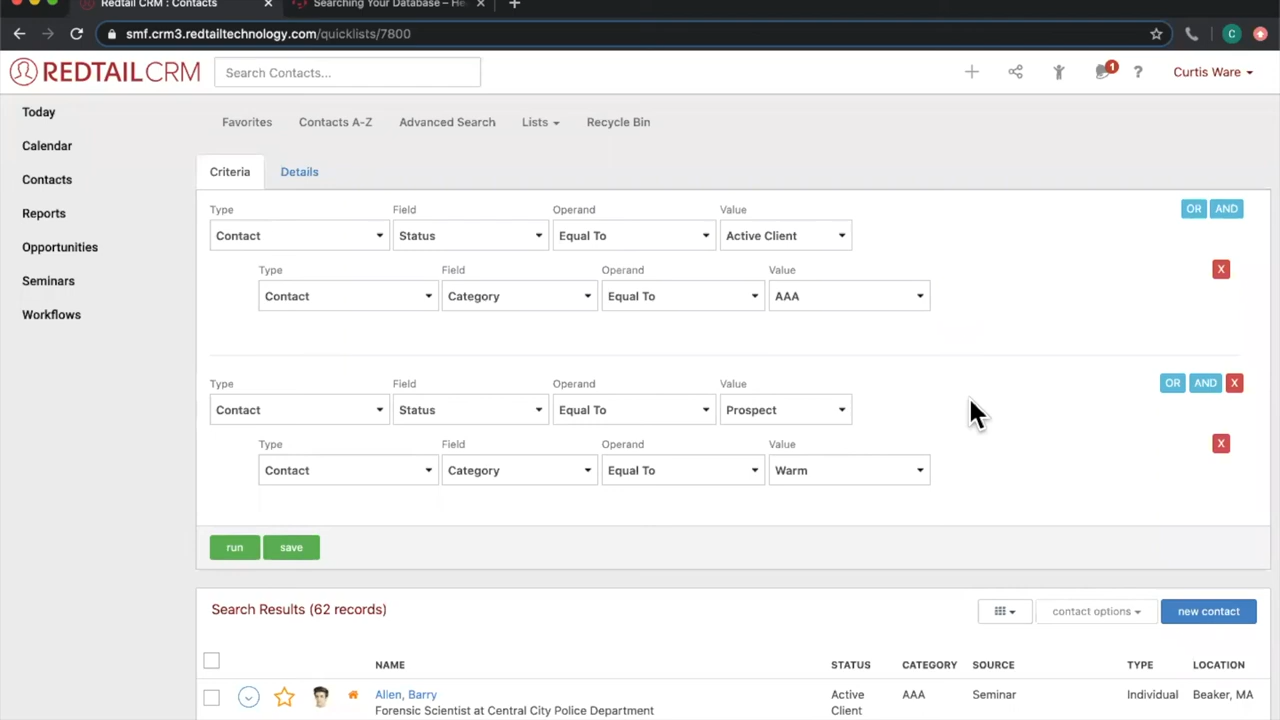 Redtail CRM : Contacts
Searching Your Database – He
smf.crm3.redtailtechnology.com/quicklists/7800
C
REDTAILCRM
Search Contacts...
1
?
Curtis Ware
Today
Calendar
Contacts
Reports
Opportunities
Seminars
Workflows
Favorites Contacts A-Z Advanced Search Lists Recycle Bin
Criteria Details
Type Field Operand Value OR AND
Contact Status Equal To Active Client
Type Field Operand Value X
Contact Category Equal To AAA
Type Field Operand Value OR AND X
Contact Status Equal To Prospect
Type Field Operand Value X
Contact Category Equal To Warm
run save
Search Results (62 records) contact options new contact
NAME STATUS CATEGORY SOURCE TYPE LOCATION
Allen, Barry Active AAA Seminar Individual Beaker, MA
Forensic Scientist at Central City Police Department Client